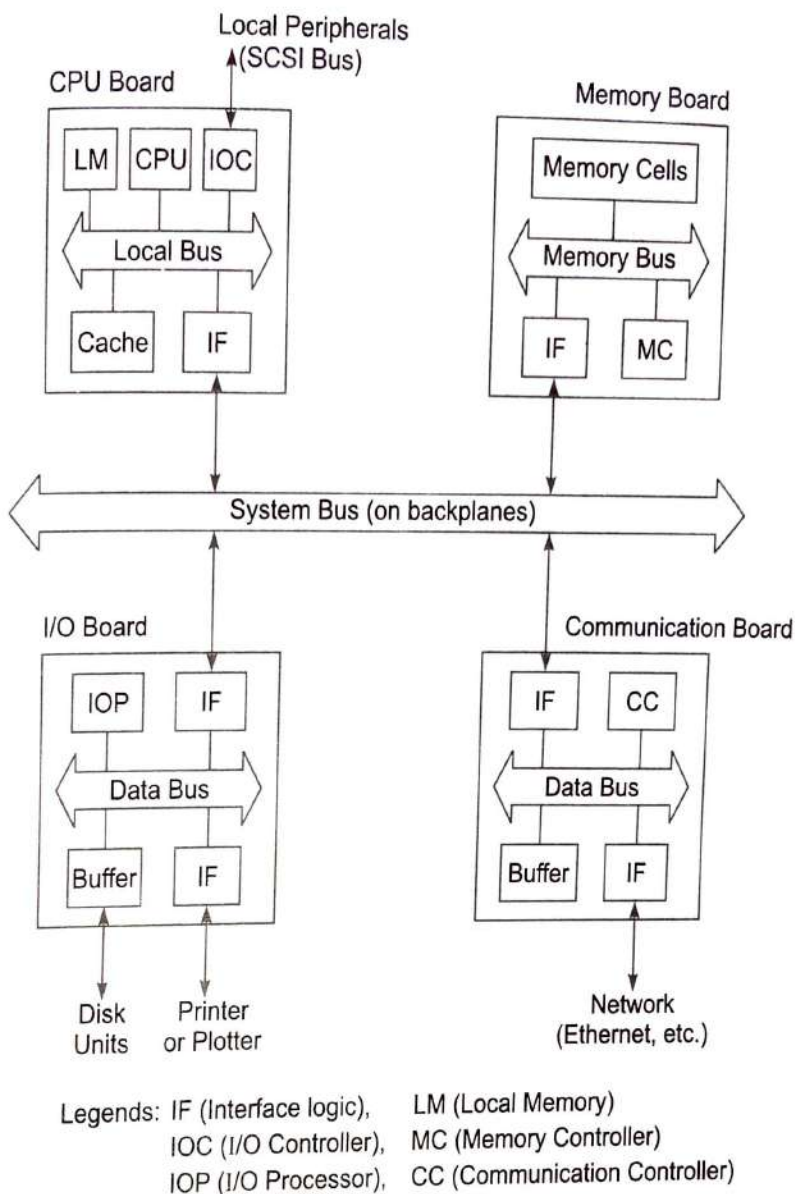 Local Peripherals
(SCSI Bus)
CPU Board
Memory Board
LM CPU IOC
Memory Cells
Local Bus
Memory Bus
Cache IF
IF MC
System Bus (on backplanes)
I/O Board
Communication Board
IOP IF
IF CC
Data Bus
Data Bus
Buffer IF
Buffer IF
Disk
Units
Printer
or Plotter
Network
(Ethernet, etc.)
Legends: IF (Interface logic), LM (Local Memory)
IOC (I/O Controller), MC (Memory Controller)
IOP (I/O Processor), CC (Communication Controller)